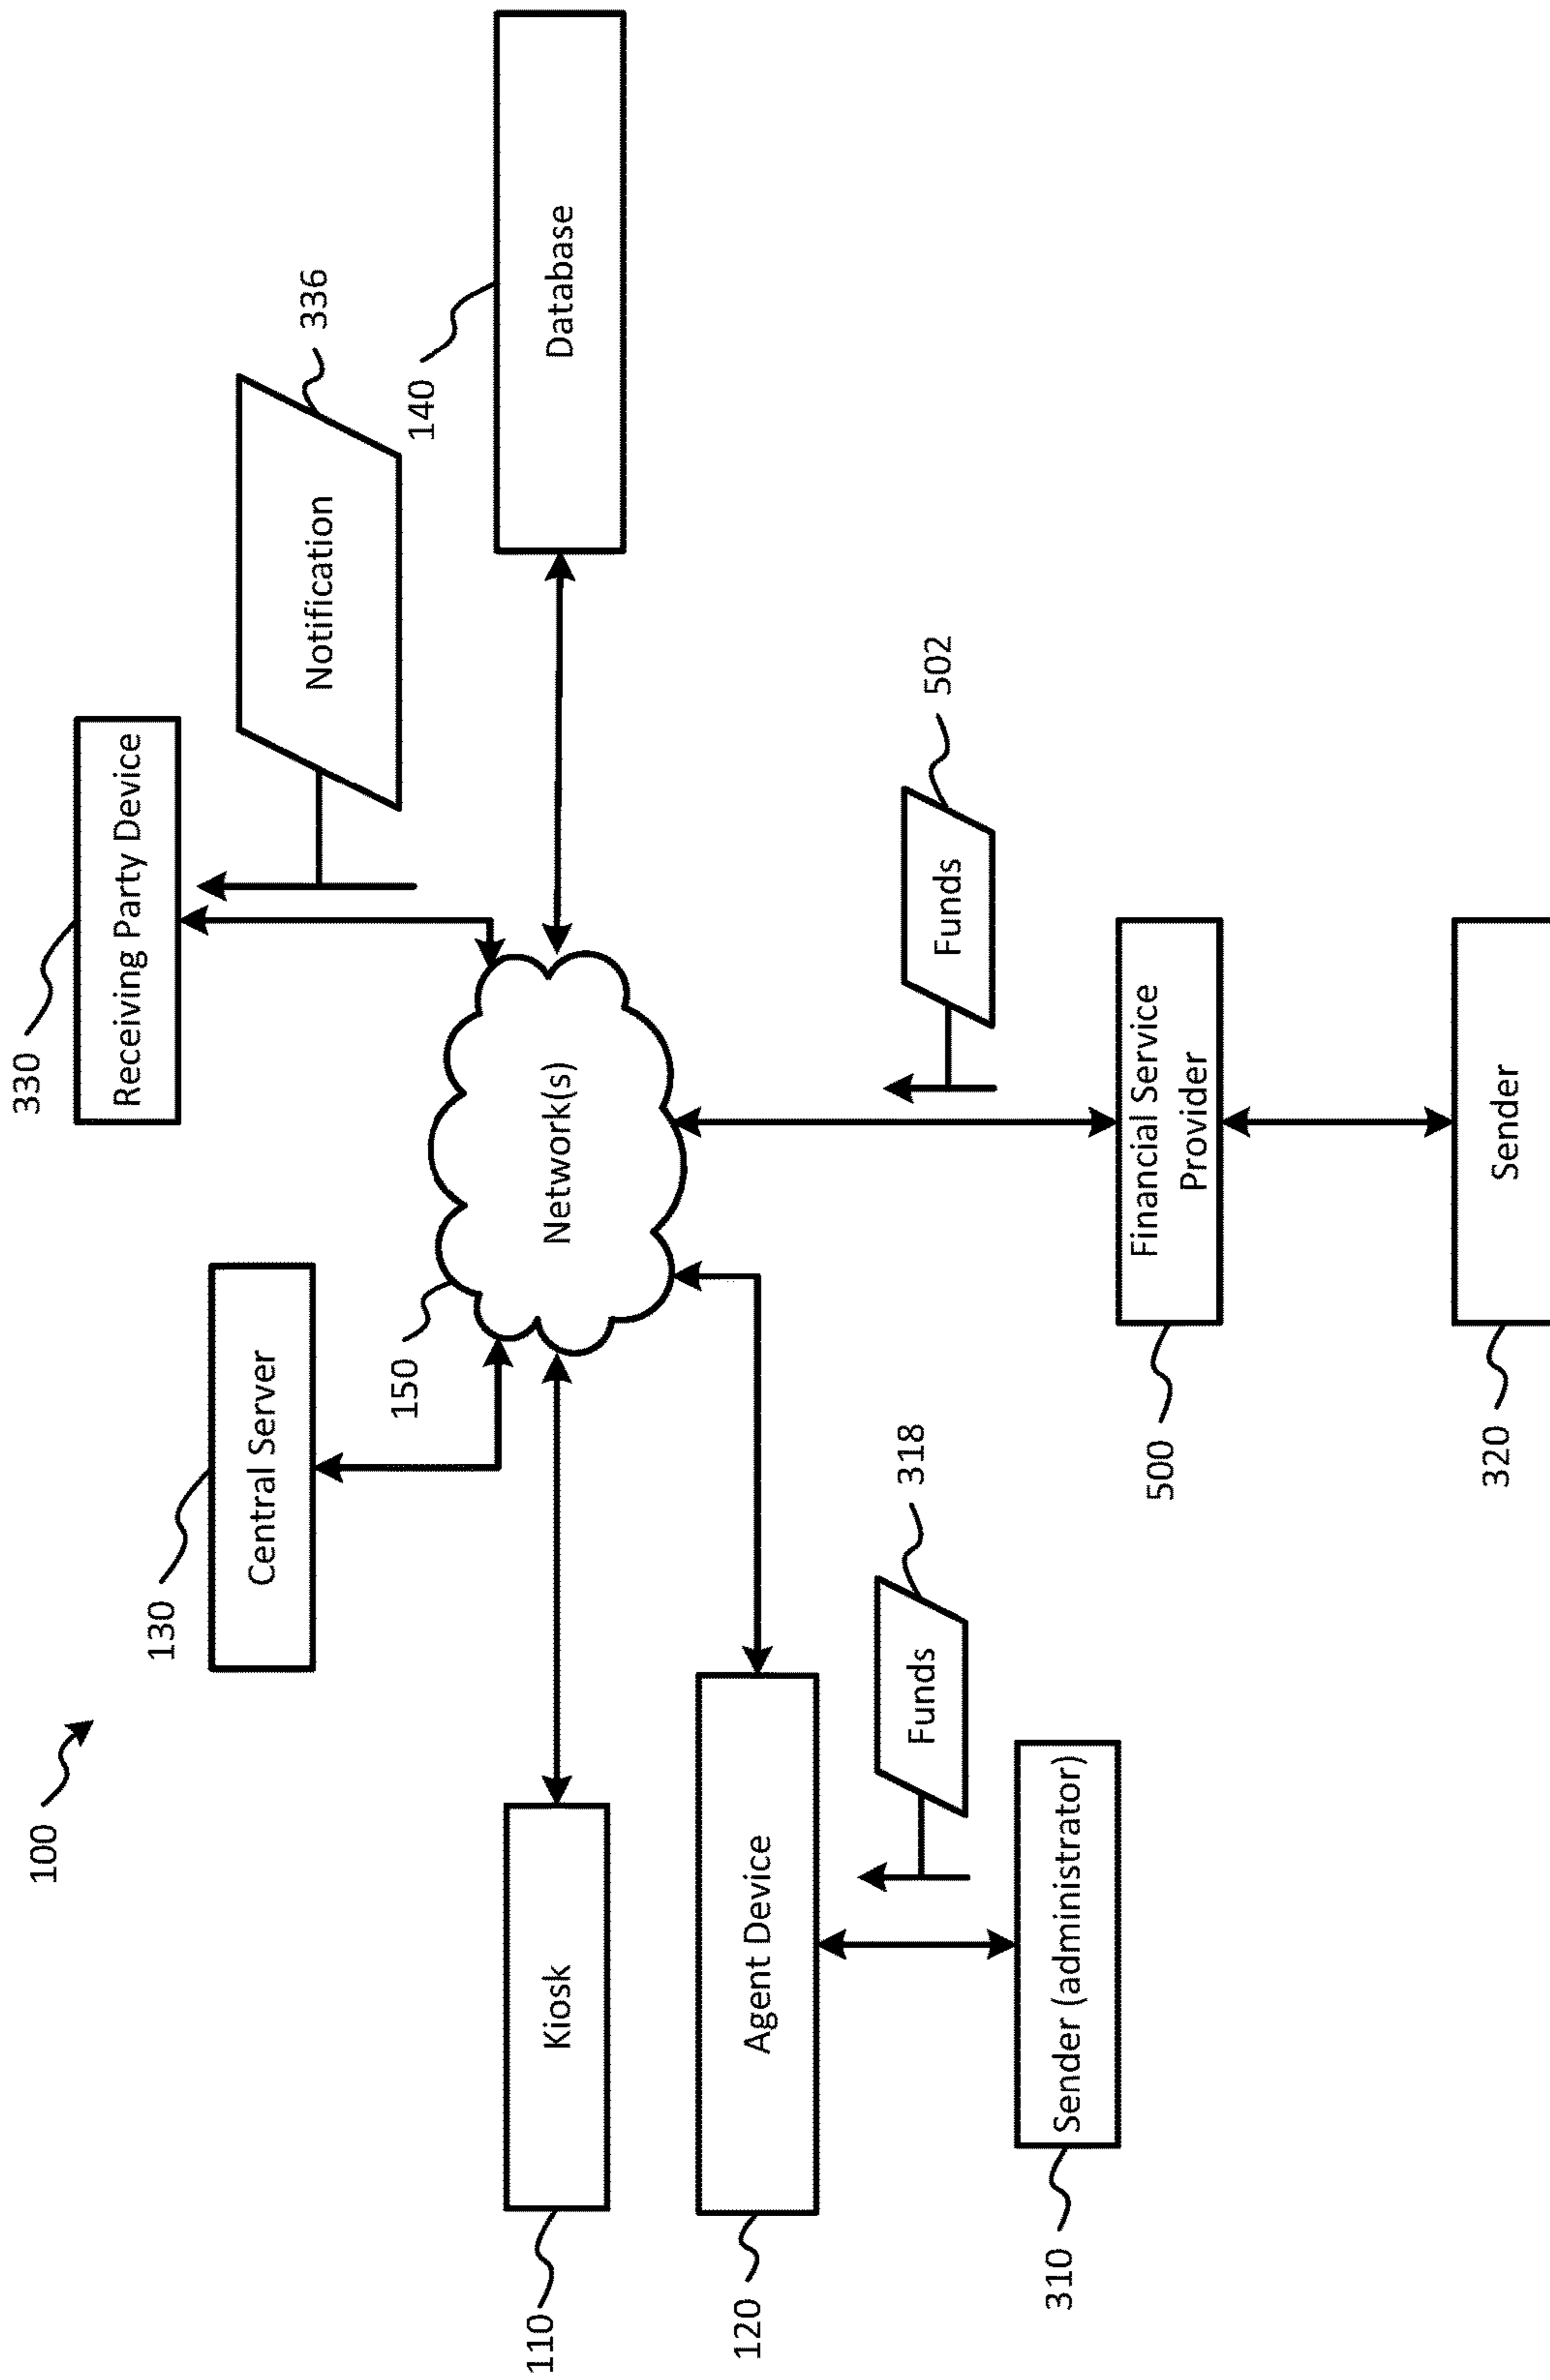 100
130
Central Server
330
Receiving Party Device
Notification
336
150
Network(s)
140
Database
110
Kiosk
120
Agent Device
Funds
318
310
Sender (administrator)
Funds
502
500
Financial Service
Provider
320
Sender